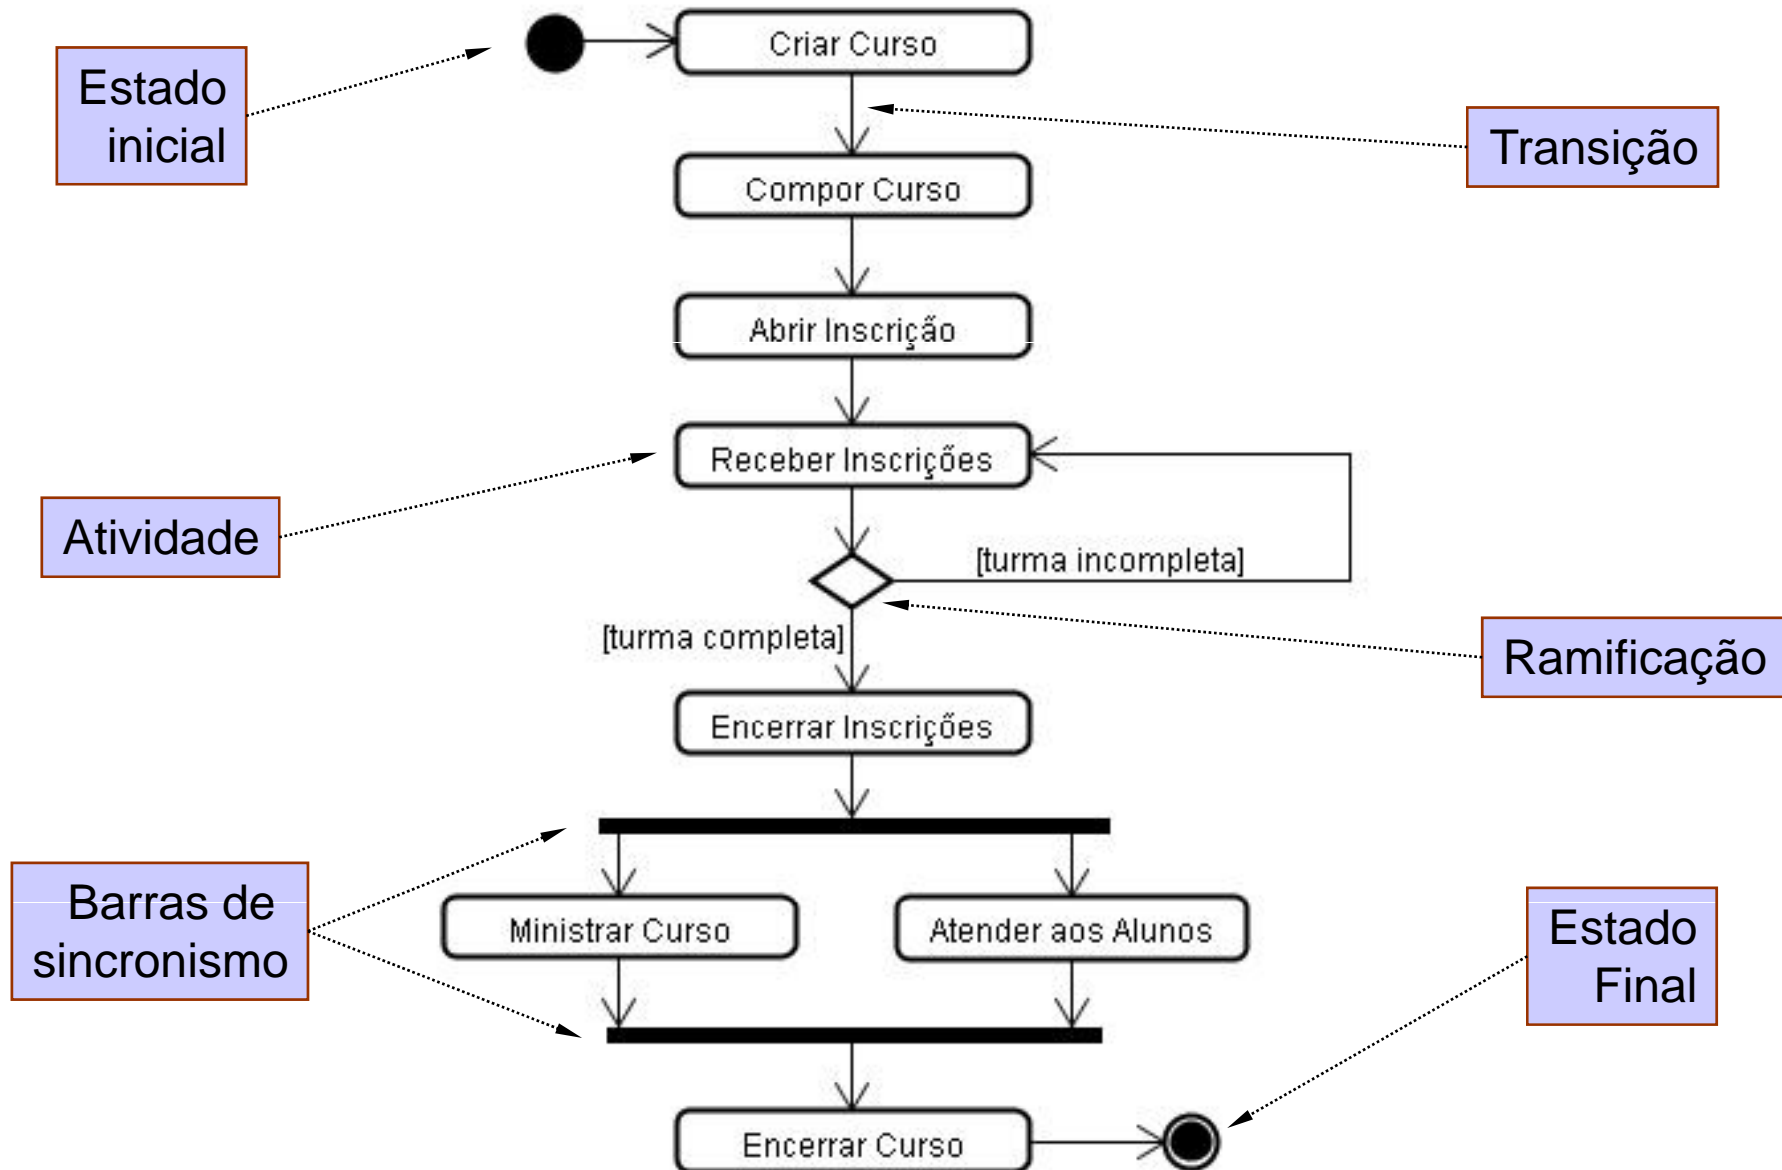 Criar Curso
Estado
inicial
Transição
Compor Curso
Abrir Inscrição
Receber Inscrições
Atividade
[turma incompleta]
[turma completa]
Ramificação
Encerrar Inscrições
Barras de
sincronismo
Ministrar Curso
Atender aos Alunos
Estado
Final
Encerrar Curso